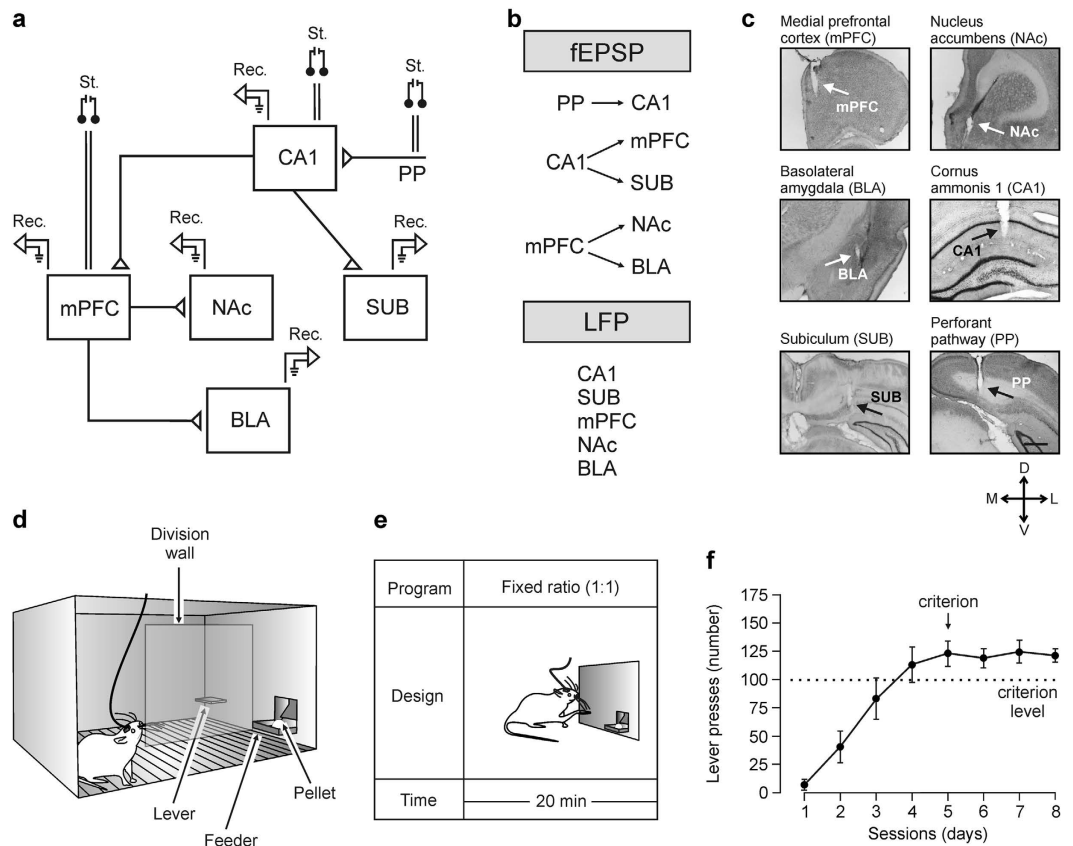 a
St.
Rec.
St.
St.
CA1
PP
Rec.
Rec.
Rec.
mPFC
NAc
SUB
Rec.
BLA
b
fEPSP
PP CA1
mPFC
CA1
SUB
NAc
mPFC
BLA
LFP
CA1
SUB
mPFC
NAc
BLA
c
Medial prefrontal
cortex (mPFC)
mPFC
Nucleus
accumbens (NAc)
NAc
Basolateral
amygdala (BLA)
BLA
Cornus
ammonis 1 (CA1)
CA1
Subiculum (SUB)
SUB
Perforant
pathway (PP)
PP
D
M L
V
d
Division
wall
Lever
Feeder
Pellet
e
Program Fixed ratio (1:1)
Design
Time 20 min
f
Lever presses (number)
175
150
125
100
75
50
25
0
criterion
criterion
level
1 2 3 4 5 6 7 8
Sessions (days)